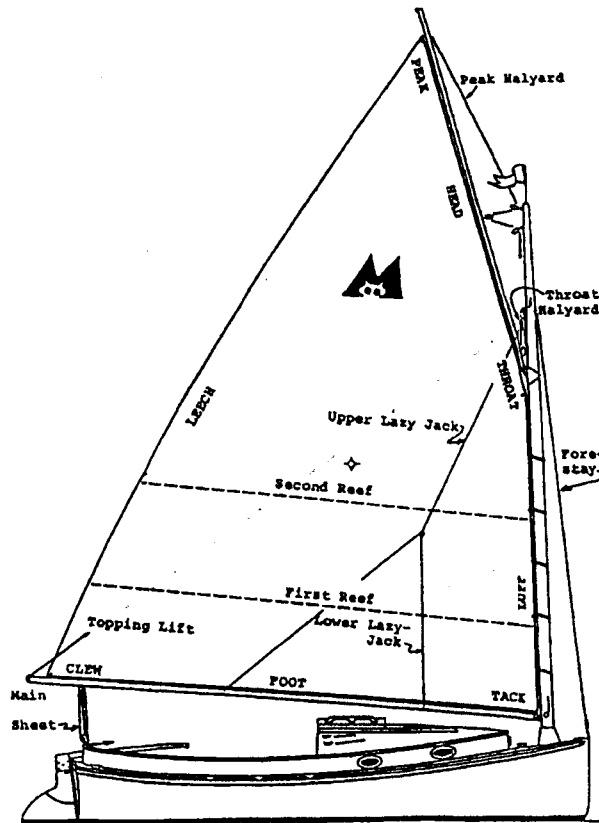 PEAK
Peak Halyard
HEAD
M
Throat
Halyard
THROAT
LEECH
Upper Lazy Jack
Fore-
stay
Second Reef
LUFF
First Reef
Topping Lift
Lower Lazy-
Jack
CLEW
FOOT
TACK
Main
Sheet